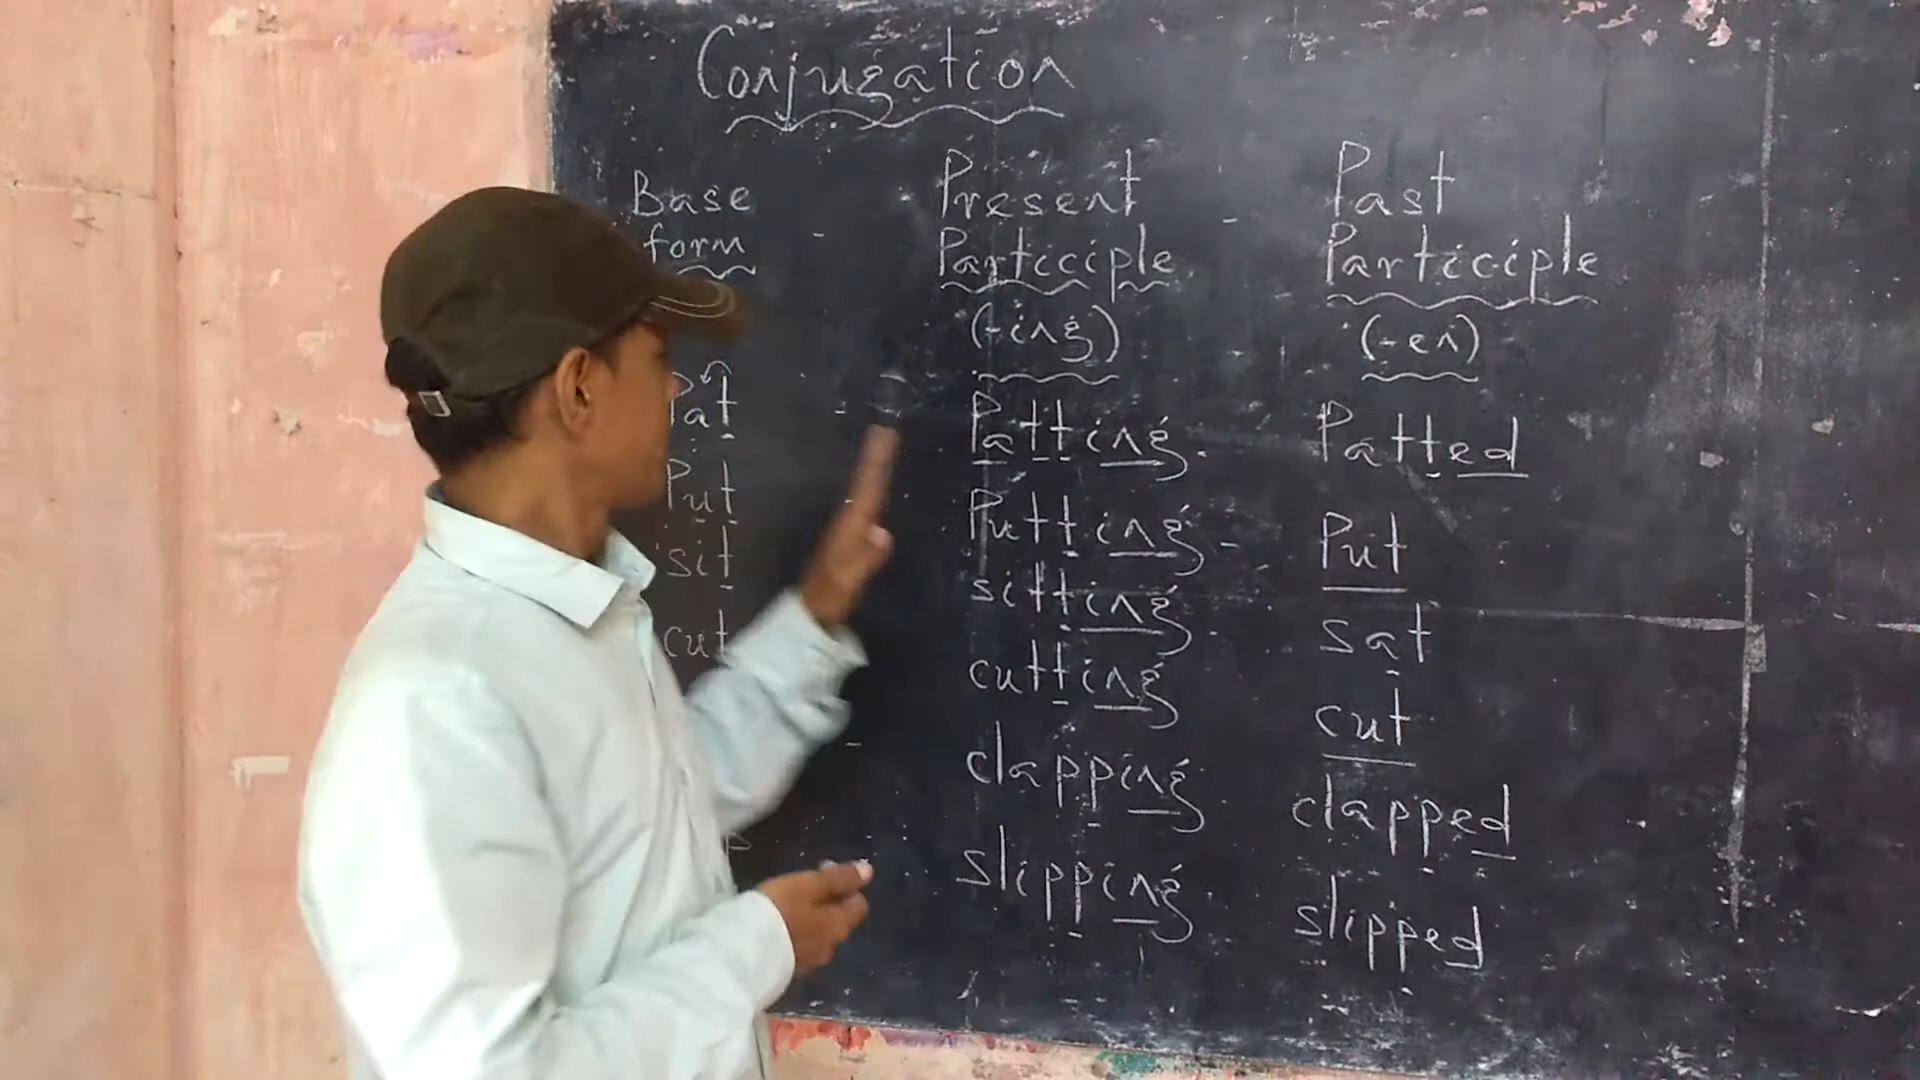 Conjugation
Base Present Past
form - Participle - Participle
(-ing) (-en)
Pat - Patting Patted
Put - Putting - Put
sit sitting sat
cut cutting cut
- clapping clapped
- slipping slipped